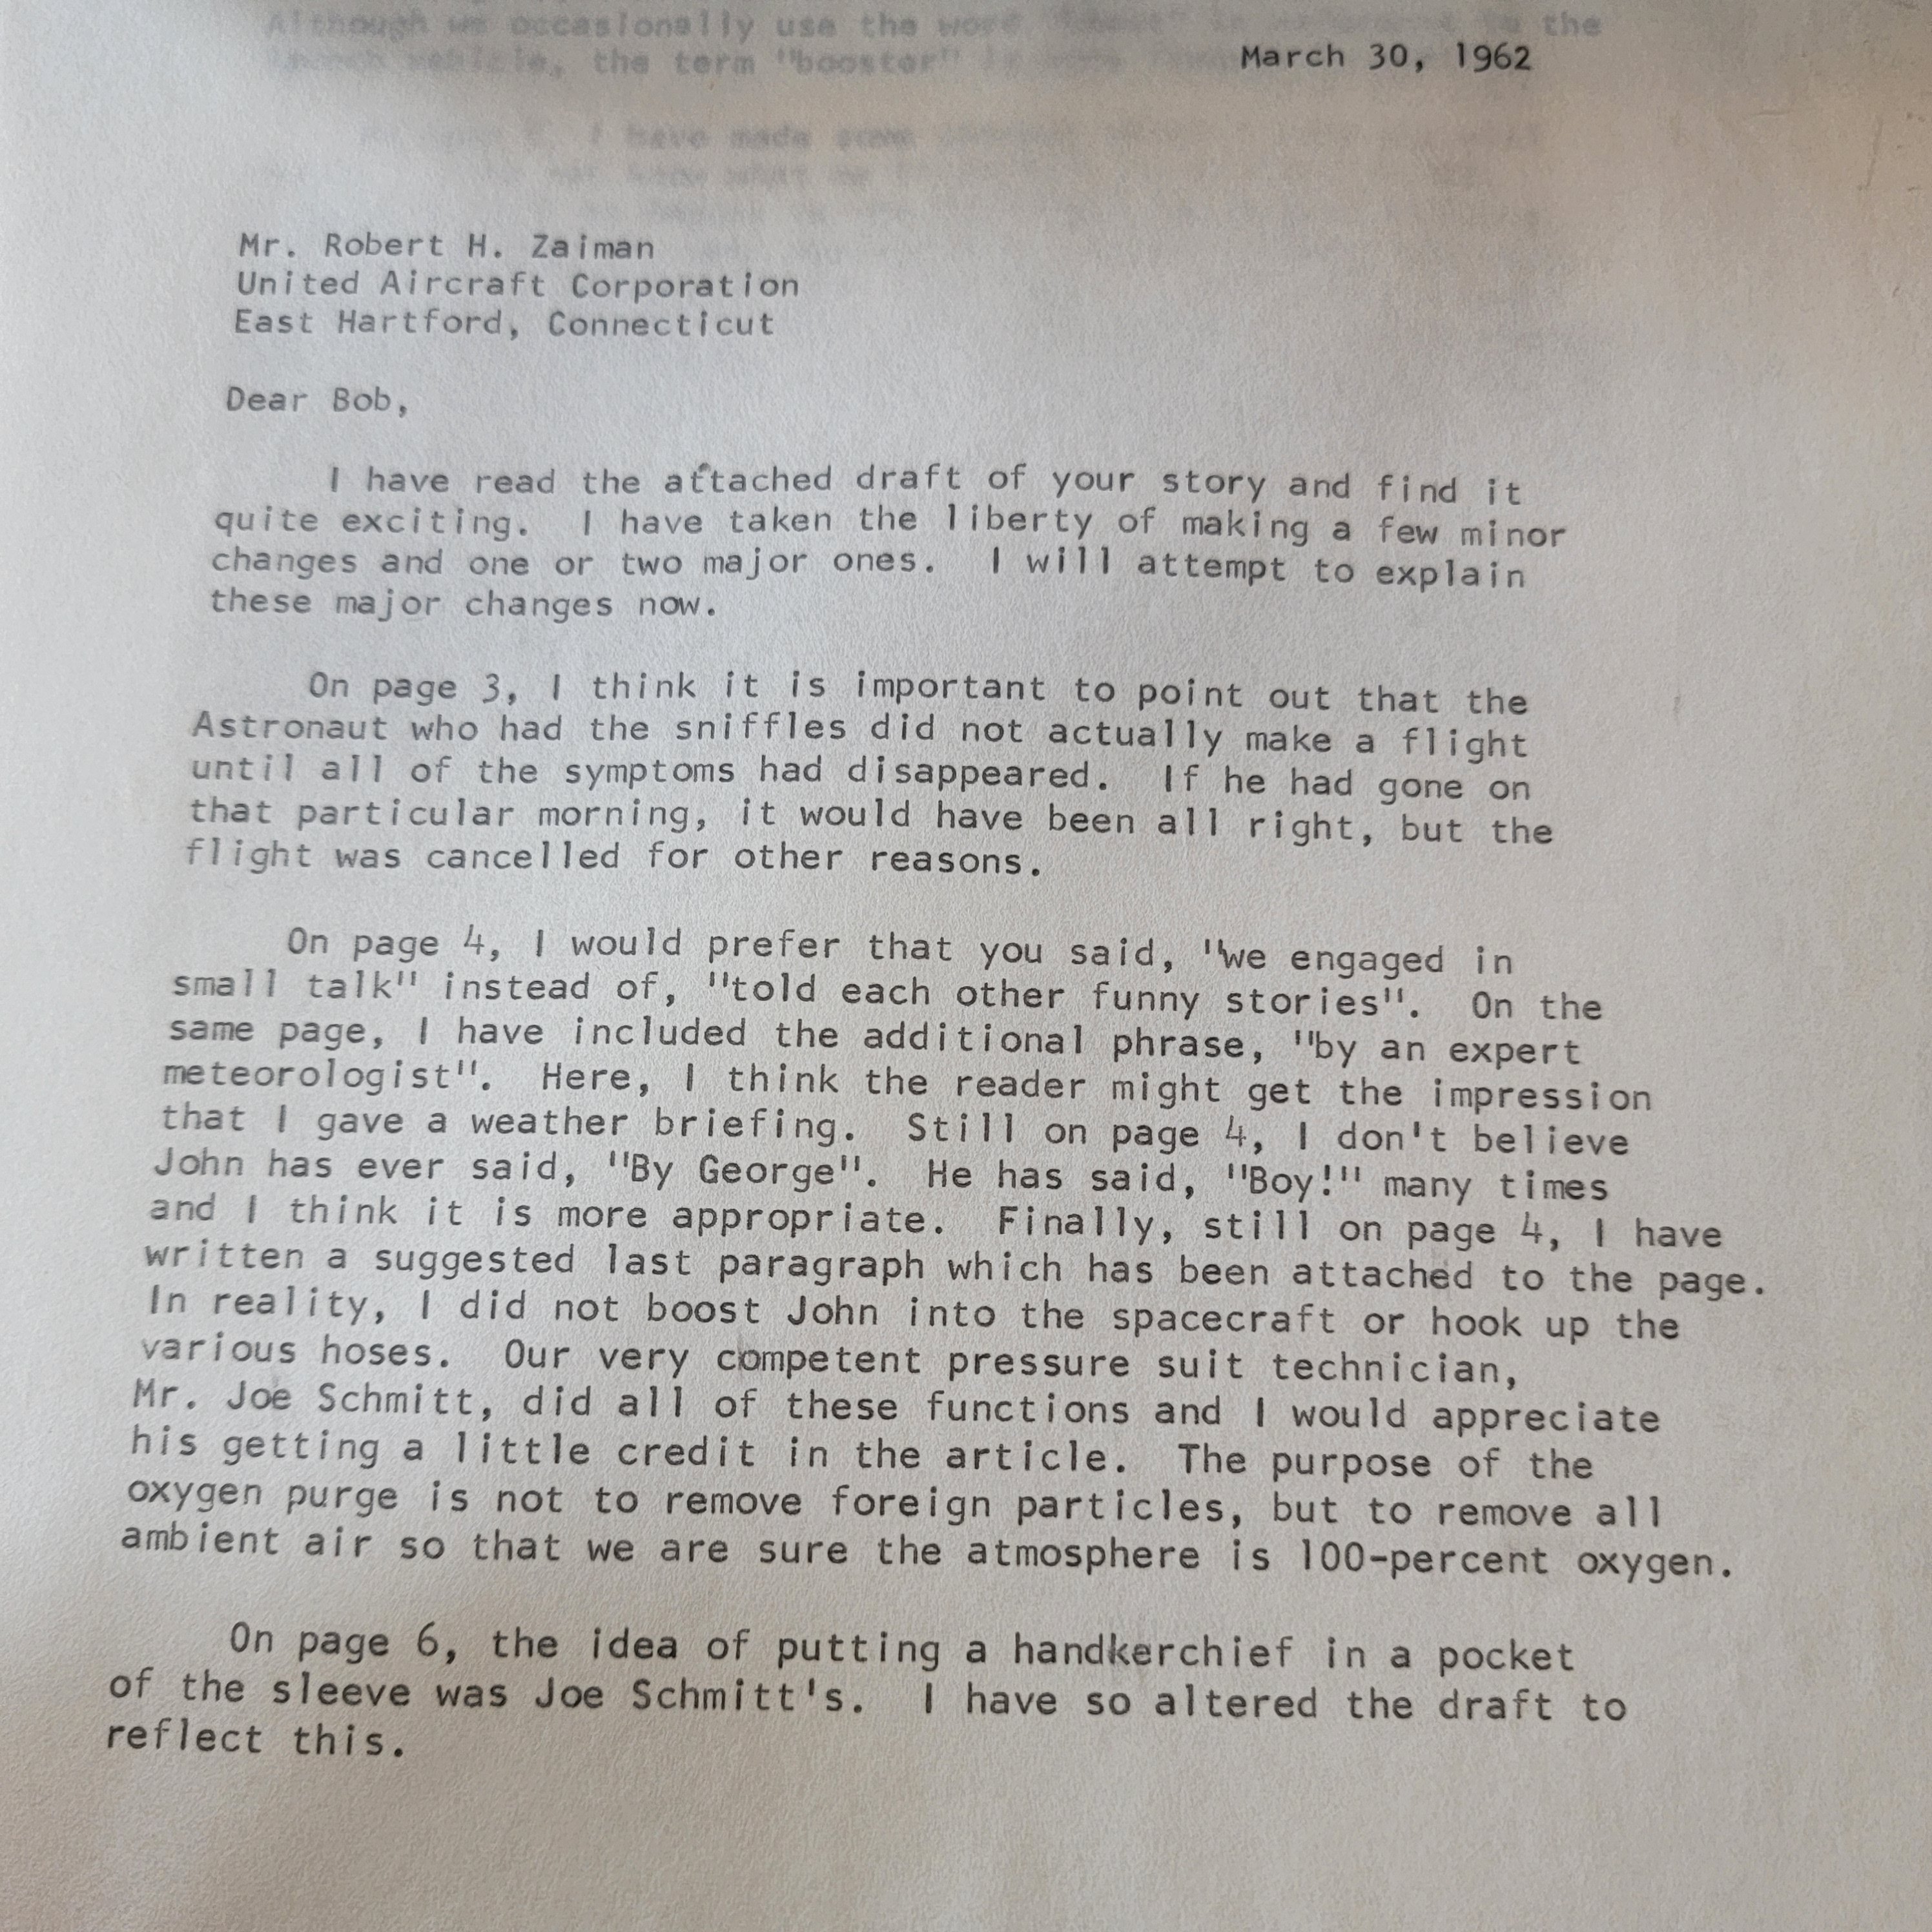 Although we occasionally use the word the
vehicle, the term "booster"
March 30, 1962
I have made some
Mr. Robert H. Zaiman
United Aircraft Corporation
East Hartford, Connecticut
Dear Bob,
I have read the attached draft of your story and find it
quite exciting. I have taken the liberty of making a few minor
changes and one or two major ones. I will attempt to explain
these major changes now.
On page 3, I think it is important to point out that the
Astronaut who had the sniffles did not actually make a flight
until all of the symptoms had disappeared. If he had gone on
that particular morning, it would have been all right, but the
flight was cancelled for other reasons.
On page 4, I would prefer that you said, "we engaged in
small talk" instead of, "told each other funny stories". On the
same page, I have included the additional phrase, "by an expert
meteorologist". Here, I think the reader might get the impression
that I gave a weather briefing. Still on page 4, I don't believe
John has ever said, "By George". He has said, "Boy!" many times
and I think it is more appropriate. Finally, still on page 4, I have
written a suggested last paragraph which has been attached to the page.
In reality, I did not boost John into the spacecraft or hook up the
various hoses. Our very competent pressure suit technician,
Mr. Joe Schmitt, did all of these functions and I would appreciate
his getting a little credit in the article. The purpose of the
oxygen purge is not to remove foreign particles, but to remove all
ambient air so that we are sure the atmosphere is 100-percent oxygen.
On page 6, the idea of putting a handkerchief in a pocket
of the sleeve was Joe Schmitt's. I have so altered the draft to
reflect this.